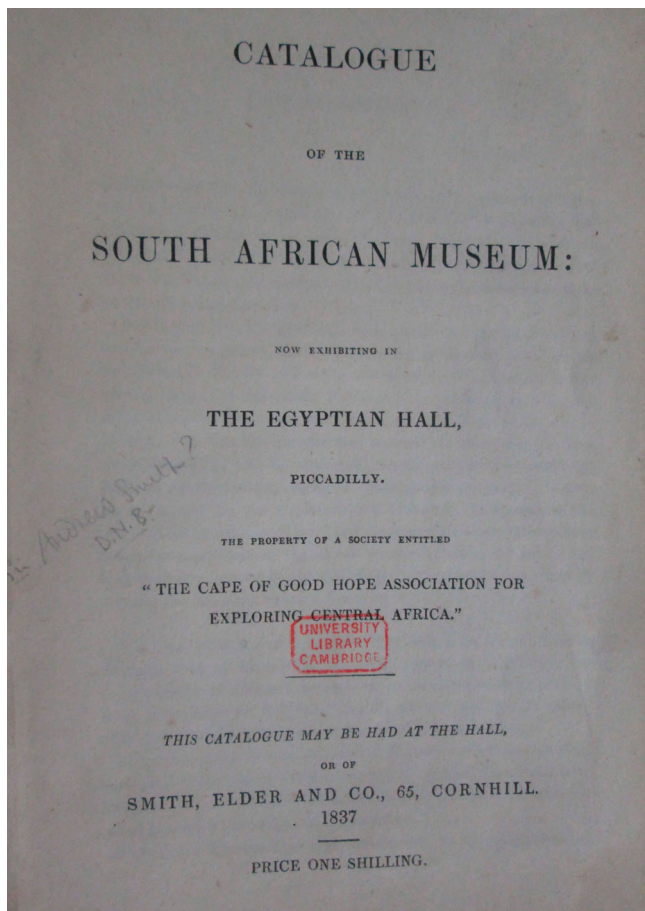 CATALOGUE
OF THE
SOUTH AFRICAN MUSEUM:
NOW EXHIBITING IN
THE EGYPTIAN HALL,
PICCADILLY.
Andrew Smith?
D.N.B.
THE PROPERTY OF A SOCIETY ENTITLED
“THE CAPE OF GOOD HOPE ASSOCIATION FOR
EXPLORING CENTRAL AFRICA.”
UNIVERSITY
LIBRARY
CAMBRIDGE
THIS CATALOGUE MAY BE HAD AT THE HALL,
OR OF
SMITH, ELDER AND CO., 65, CORNHILL.
1837
PRICE ONE SHILLING.